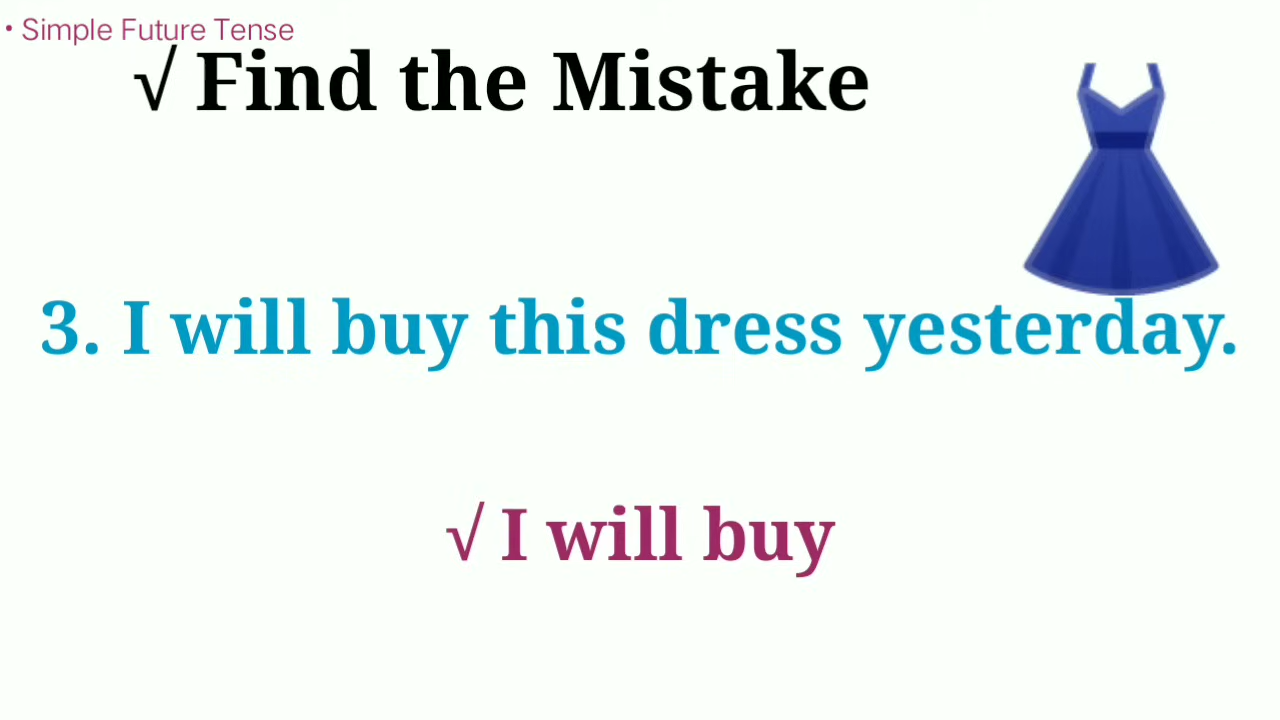 • Simple Future Tense
√ Find the Mistake
3. I will buy this dress yesterday.
√ I will buy